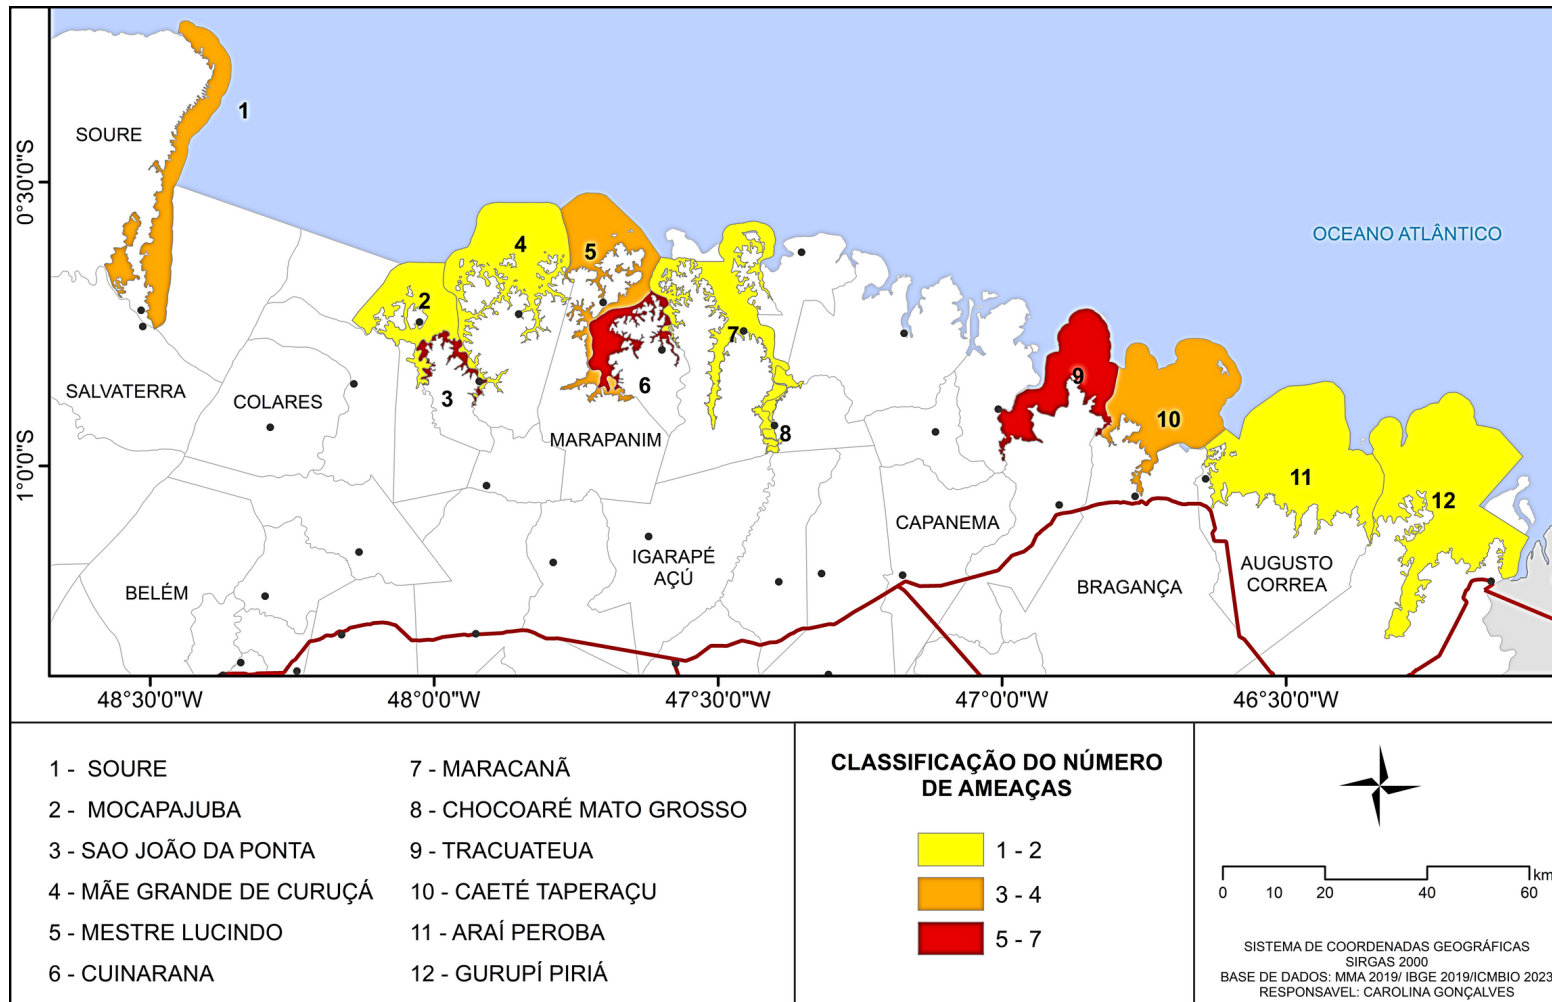 1
SOURE
0°30'0"S
OCEANO ATLÂNTICO
4
5
2
7
9
SALVATERRA
COLARES
3
6
10
MARAPANIM
8
1°0'0"S
11
12
CAPANEMA
IGARAPÉ
AÇÚ
AUGUSTO
CORREA
BRAGANÇA
BELÉM
48°30'0"W
48°0'0"W
47°30'0"W
47°0'0"W
46°30'0"W
1 - SOURE
2 - MOCAPAJUBA
3 - SAO JOÃO DA PONTA
4 - MÃE GRANDE DE CURUÇÁ
5 - MESTRE LUCINDO
6 - CUINARANA
7 - MARACANÃ
8 - CHOCOARÉ MATO GROSSO
9 - TRACUATEUA
10 - CAETÉ TAPERAÇU
11 - ARAÍ PEROBA
12 - GURUPÍ PIRIÁ
CLASSIFICAÇÃO DO NÚMERO
DE AMEAÇAS
1 - 2
3 - 4
5 - 7
km
0 10 20 40 60
SISTEMA DE COORDENADAS GEOGRÁFICAS
SIRGAS 2000
BASE DE DADOS: MMA 2019/ IBGE 2019/ICMBIO 2023
RESPONSAVEL: CAROLINA GONÇALVES